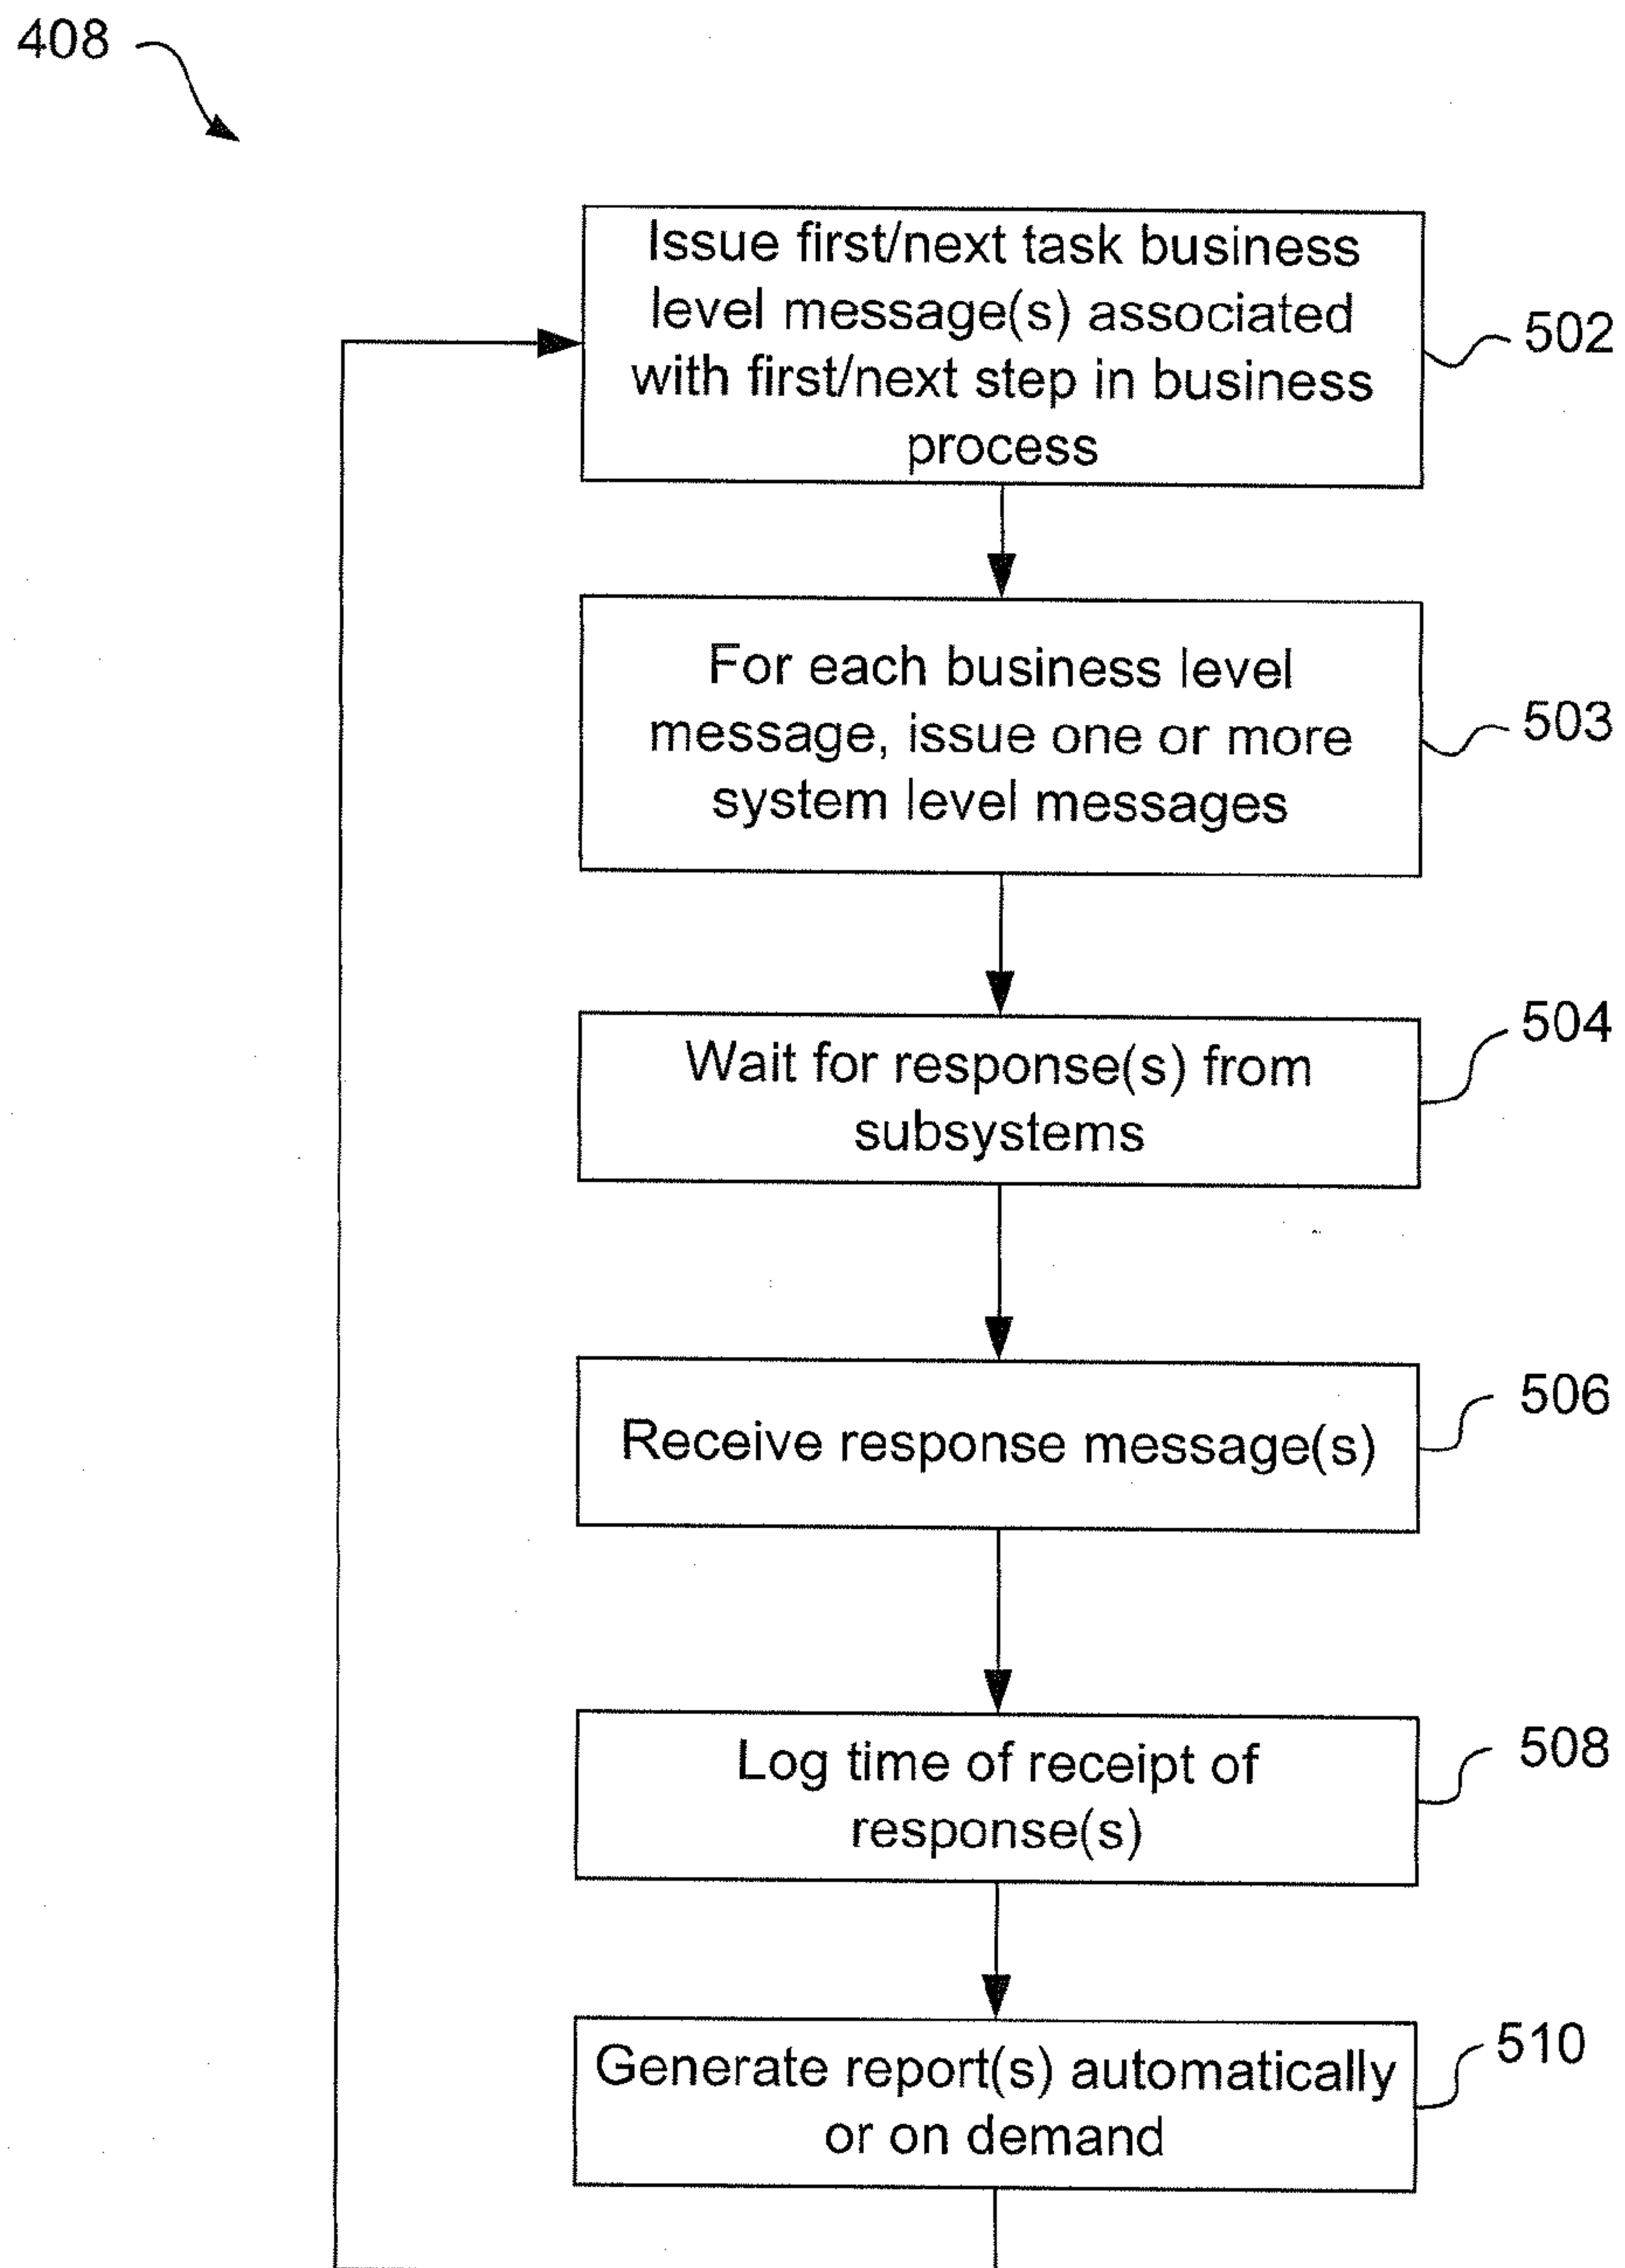 408
Issue first/next task business
level message(s) associated
with first/next step in business
process
502
For each business level
message, issue one or more
system level messages
503
Wait for response(s) from
subsystems
504
Receive response message(s)
506
Log time of receipt of
response(s)
508
Generate report(s) automatically
or on demand
510